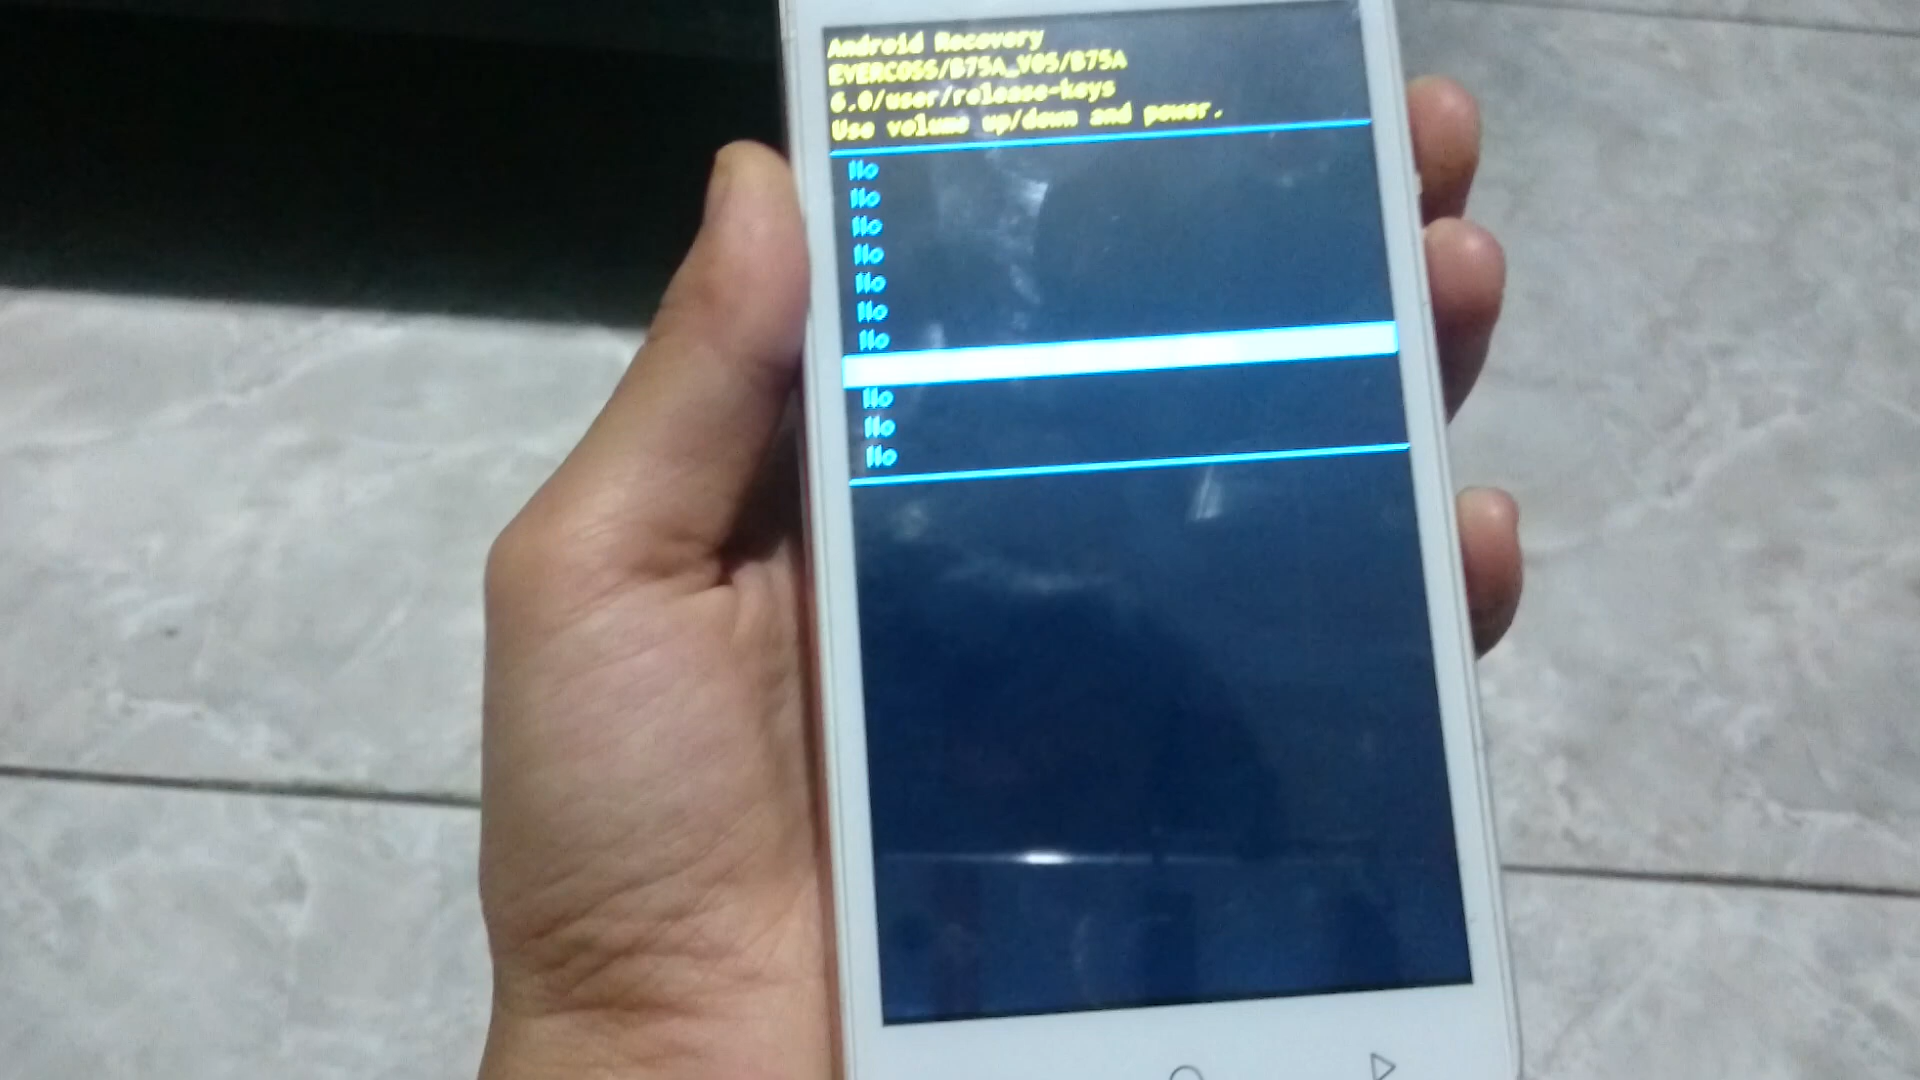 Android Recovery
EVERCOSS/B75A_V05/B75A
6.0/user/release-keys
Use volume up/down and power.
No
No
No
No
No
No
No
No
No
No